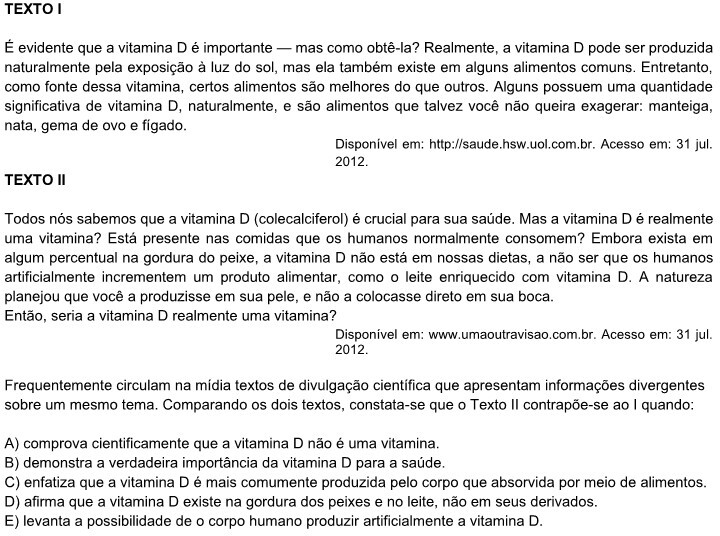 TEXTO I
É evidente que a vitamina D é importante — mas como obtê-la? Realmente, a vitamina D pode ser produzida
naturalmente pela exposição à luz do sol, mas ela também existe em alguns alimentos comuns. Entretanto,
como fonte dessa vitamina, certos alimentos são melhores do que outros. Alguns possuem uma quantidade
significativa de vitamina D, naturalmente, e são alimentos que talvez você não queira exagerar: manteiga,
nata, gema de ovo e fígado.
Disponível em: http://saude.hsw.uol.com.br. Acesso em: 31 jul.
2012.
TEXTO II
Todos nós sabemos que a vitamina D (colecalciferol) é crucial para sua saúde. Mas a vitamina D é realmente
uma vitamina? Está presente nas comidas que os humanos normalmente consomem? Embora exista em
algum percentual na gordura do peixe, a vitamina D não está em nossas dietas, a não ser que os humanos
artificialmente incrementem um produto alimentar, como o leite enriquecido com vitamina D. A natureza
planejou que você a produzisse em sua pele, e não a colocasse direto em sua boca.
Então, seria a vitamina D realmente uma vitamina?
Disponível em: www.umaoutravisao.com.br. Acesso em: 31 jul.
2012.
Frequentemente circulam na mídia textos de divulgação científica que apresentam informações divergentes
sobre um mesmo tema. Comparando os dois textos, constata-se que o Texto II contrapõe-se ao I quando:
A) comprova cientificamente que a vitamina D não é uma vitamina.
B) demonstra a verdadeira importância da vitamina D para a saúde.
C) enfatiza que a vitamina D é mais comumente produzida pelo corpo que absorvida por meio de alimentos.
D) afirma que a vitamina D existe na gordura dos peixes e no leite, não em seus derivados.
E) levanta a possibilidade de o corpo humano produzir artificialmente a vitamina D.